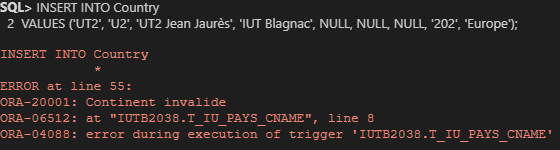 SQL> INSERT INTO Country
2 VALUES ('UT2', 'U2', 'UT2 Jean Jaurès', 'IUT Blagnac', NULL, NULL, NULL, '202', 'Europe');
INSERT INTO Country
*
ERROR at line 55:
ORA-20001: Continent invalide
ORA-06512: at "IUTB2038.T_IU_PAYS_CNAME", line 8
ORA-04088: error during execution of trigger 'IUTB2038.T_IU_PAYS_CNAME'